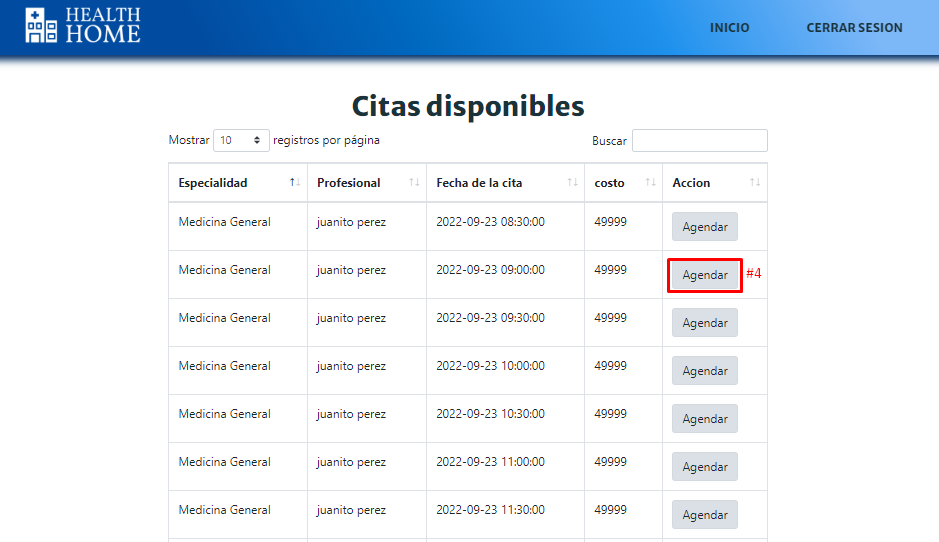 HEALTH
HOME
INICIO CERRAR SESION
Citas disponibles
Mostrar 10 registros por página Buscar
Especialidad Profesional Fecha de la cita costo Accion
Medicina General juanito perez 2022-09-23 08:30:00 49999 Agendar
Medicina General juanito perez 2022-09-23 09:00:00 49999 Agendar #4
Medicina General juanito perez 2022-09-23 09:30:00 49999 Agendar
Medicina General juanito perez 2022-09-23 10:00:00 49999 Agendar
Medicina General juanito perez 2022-09-23 10:30:00 49999 Agendar
Medicina General juanito perez 2022-09-23 11:00:00 49999 Agendar
Medicina General juanito perez 2022-09-23 11:30:00 49999 Agendar